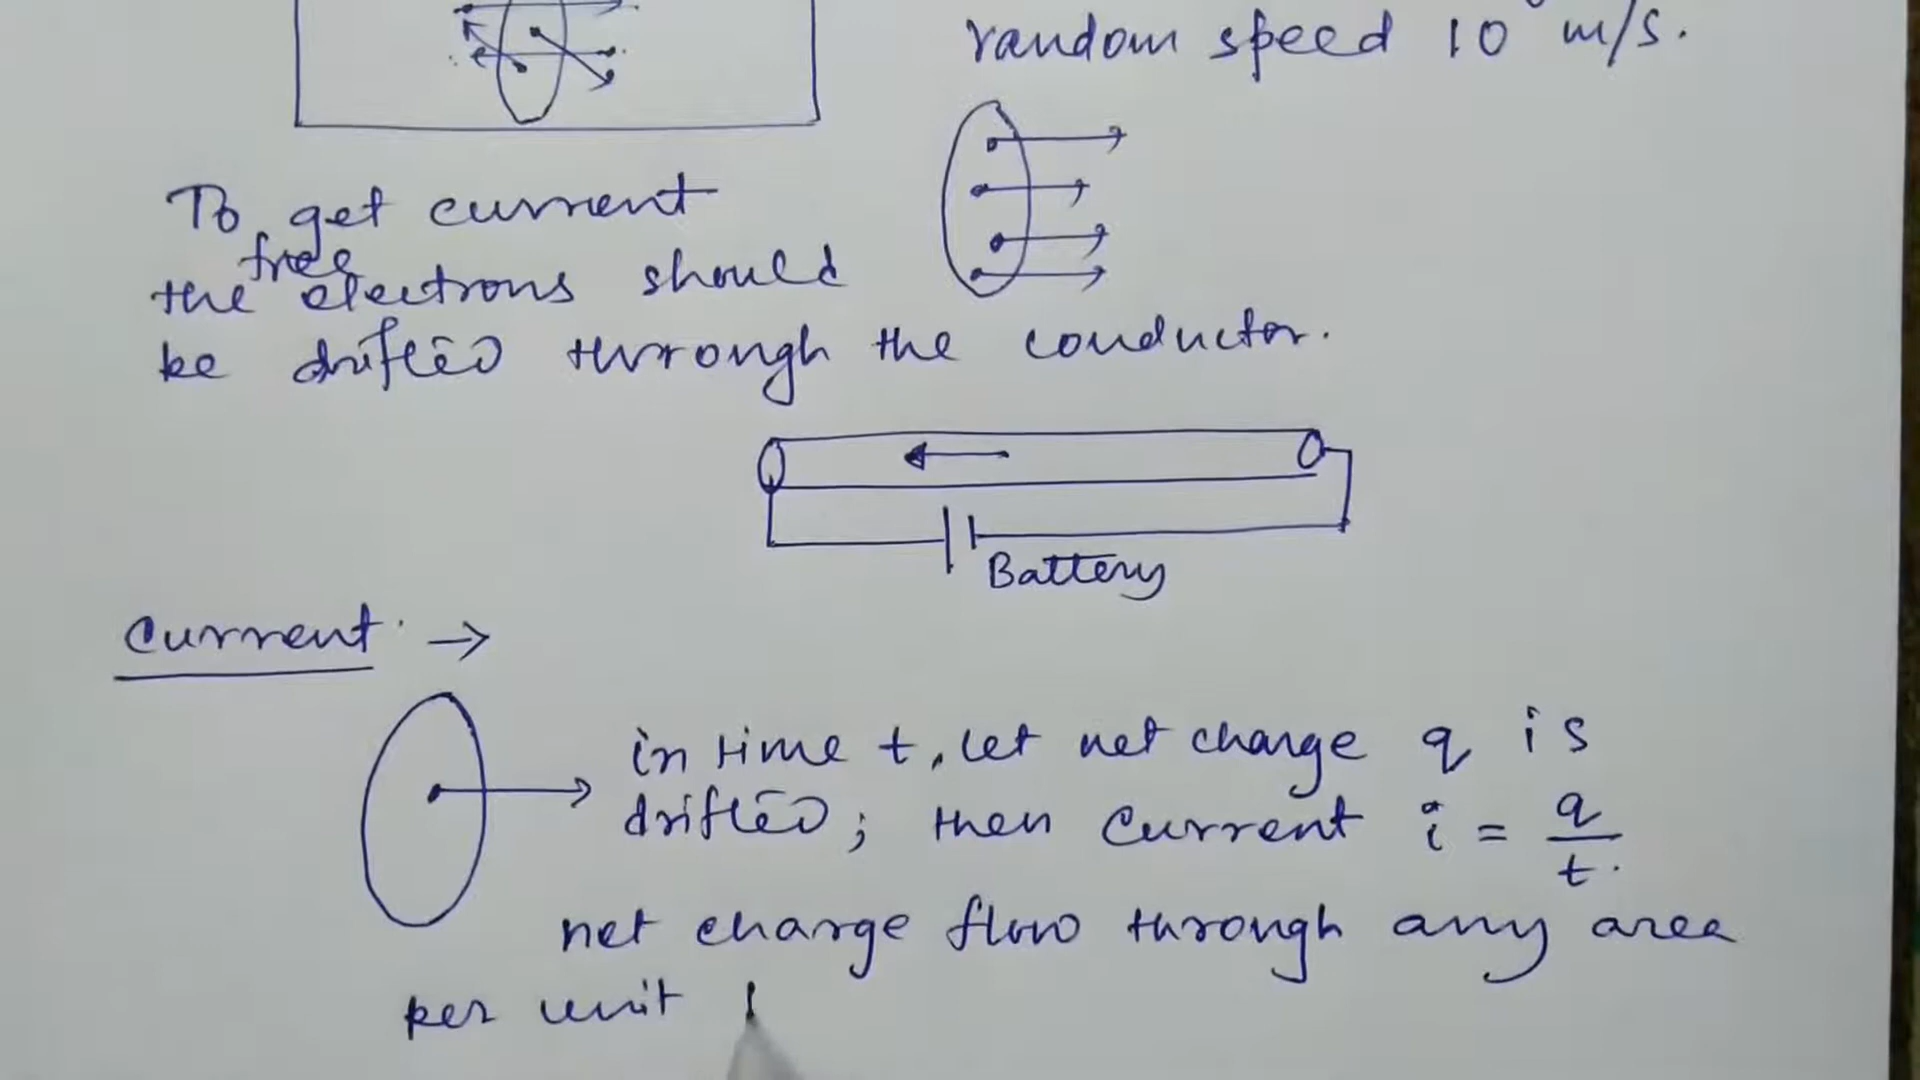 random speed 10 m/s.
To get current
free
the electrons should
be drifted through the conductor.
Battery
Current →
in time t, let net charge q is
drifted; then current i = q/t.
net charge flow through any area
per unit